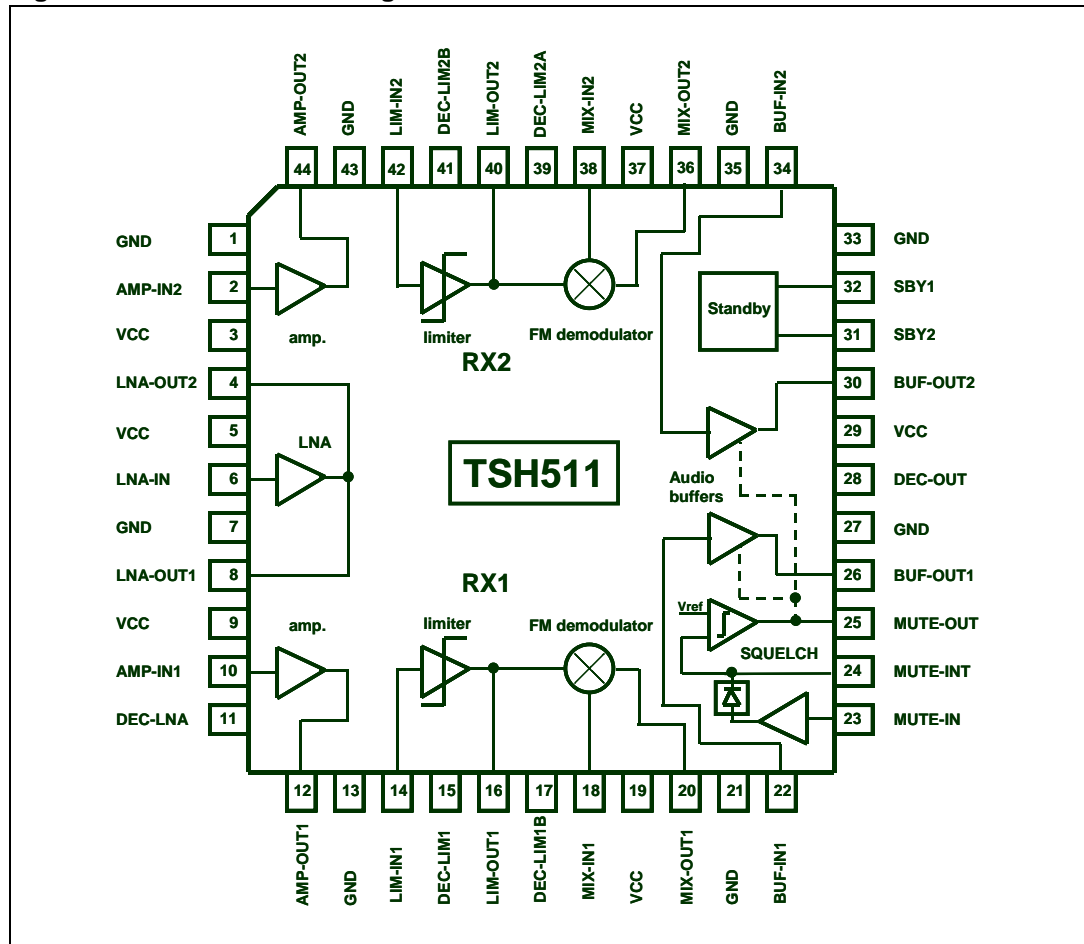 AMP-OUT2
GND
LIM-IN2
DEC-LIM2B
LIM-OUT2
DEC-LIM2A
MIX-IN2
VCC
MIX-OUT2
GND
BUF-IN2
44
43
42
41
40
39
38
37
36
35
34
GND 1
AMP-IN2 2
VCC 3
LNA-OUT2 4
VCC 5
LNA-IN 6
GND 7
LNA-OUT1 8
VCC 9
AMP-IN1 10
DEC-LNA 11
amp.
limiter
FM demodulator
RX2
LNA
TSH511
RX1
amp.
limiter
FM demodulator
Standby
Audio
buffers
Vref
SQUELCH
33 GND
32 SBY1
31 SBY2
30 BUF-OUT2
29 VCC
28 DEC-OUT
27 GND
26 BUF-OUT1
25 MUTE-OUT
24 MUTE-INT
23 MUTE-IN
12
13
14
15
16
17
18
19
20
21
22
AMP-OUT1
GND
LIM-IN1
DEC-LIM1
LIM-OUT1
DEC-LIM1B
MIX-IN1
VCC
MIX-OUT1
GND
BUF-IN1